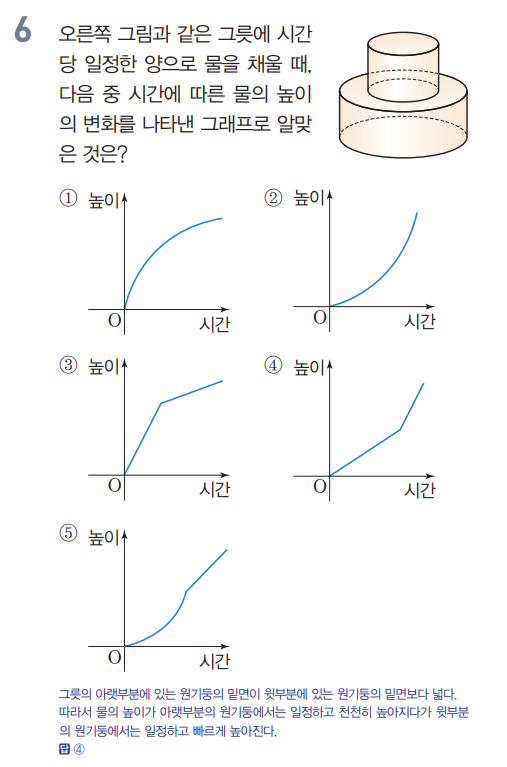 6
오른쪽 그림과 같은 그릇에 시간
당 일정한 양으로 물을 채울 때,
다음 중 시간에 따른 물의 높이
의 변화를 나타낸 그래프로 알맞
은 것은?
① 높이
O 시간
② 높이
O 시간
③ 높이
O 시간
④ 높이
O 시간
⑤ 높이
O 시간
그릇의 아랫부분에 있는 원기둥의 밑면이 윗부분에 있는 원기둥의 밑면보다 넓다.
따라서 물의 높이가 아랫부분의 원기둥에서는 일정하고 천천히 높아지다가 윗부분
의 원기둥에서는 일정하고 빠르게 높아진다.
답 ④